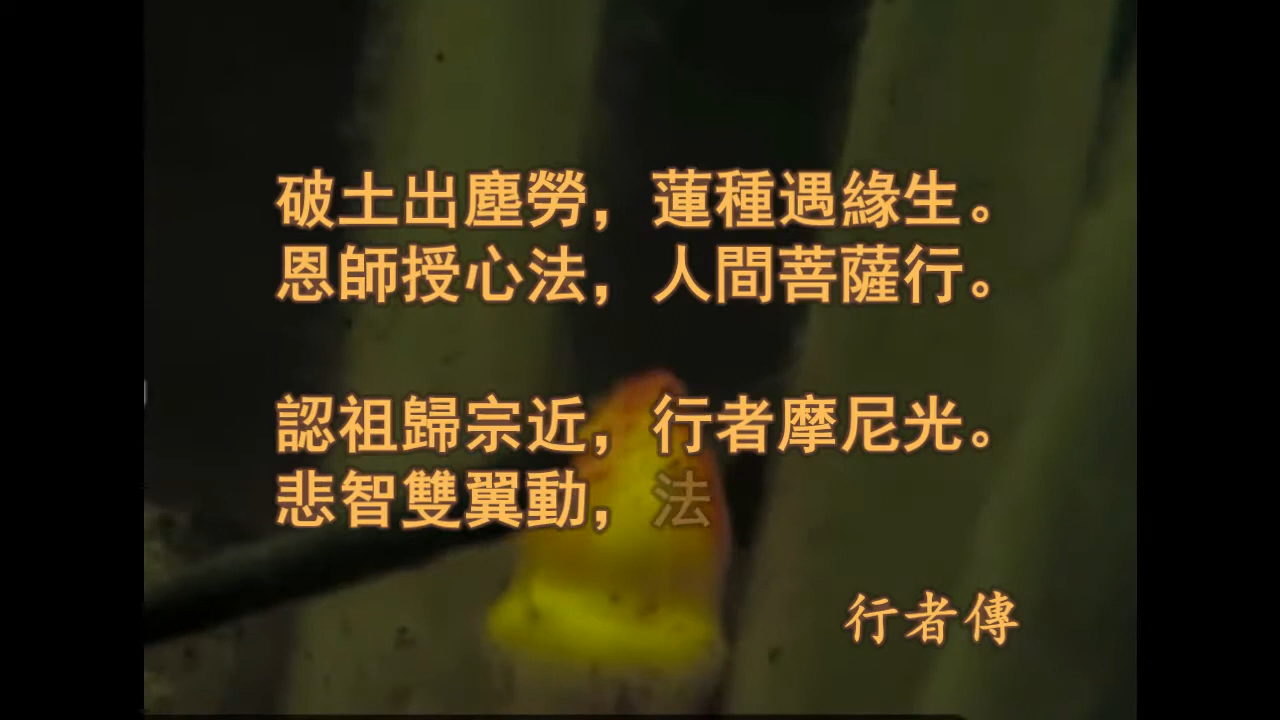 破土出塵勞，蓮種遇緣生。
恩師授心法，人間菩薩行。
認祖歸宗近，行者摩尼光。
悲智雙翼動，法
行者傳